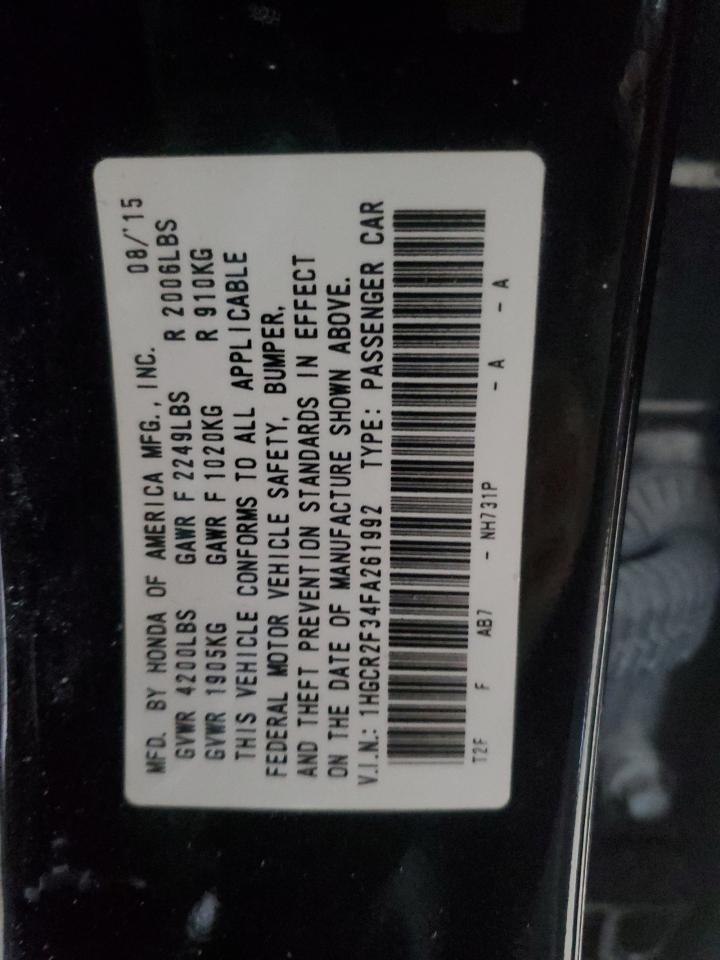 MFD. BY HONDA OF AMERICA MFG., INC. 08/'15
GVWR 4200LBS GAWR F 2249LBS R 2006LBS
GVWR 1905KG GAWR F 1020KG R 910KG
THIS VEHICLE CONFORMS TO ALL APPLICABLE
FEDERAL MOTOR VEHICLE SAFETY, BUMPER,
AND THEFT PREVENTION STANDARDS IN EFFECT
ON THE DATE OF MANUFACTURE SHOWN ABOVE.
V.I.N.: 1HGCR2F34FA261992 TYPE: PASSENGER CAR
T2F F AB7 - NH731P - A - A